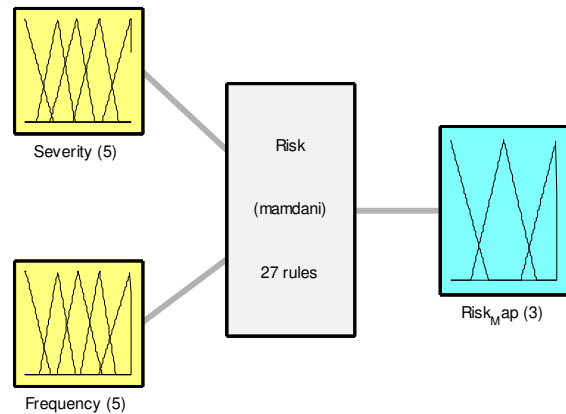 Severity (5)
Risk
(mamdani)
27 rules
Risk_Map (3)
Frequency (5)